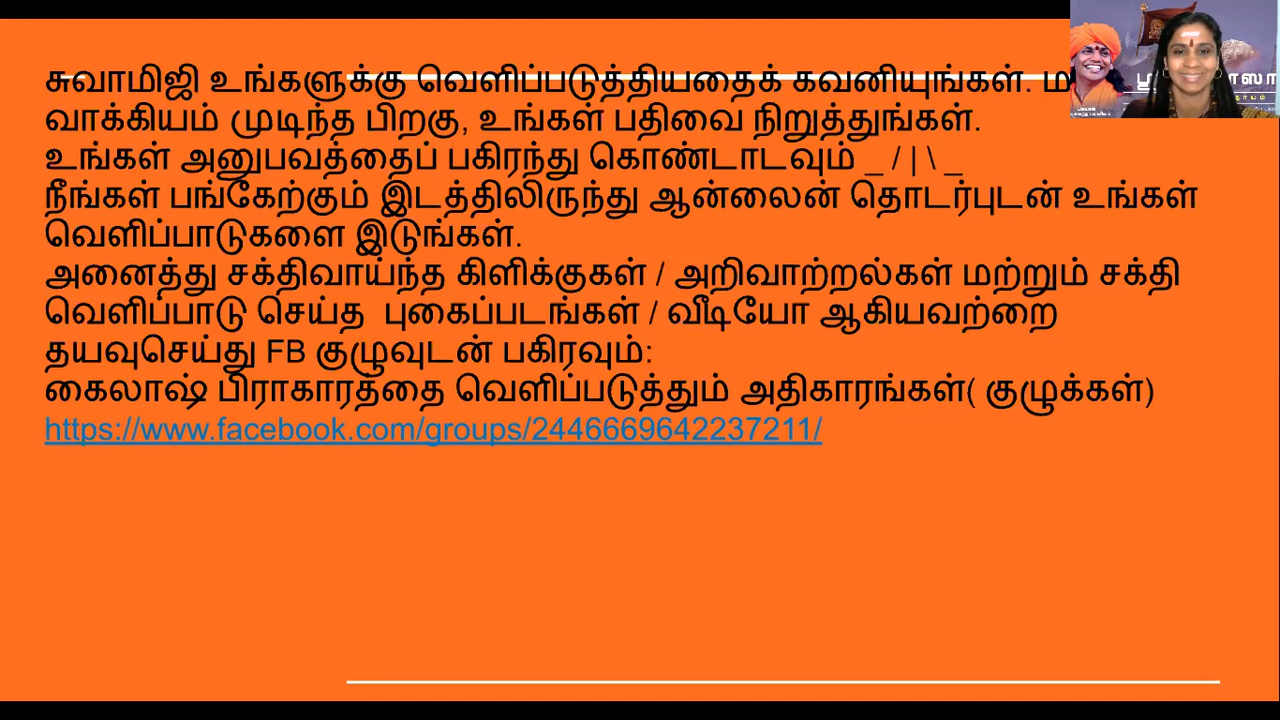 சுவாமிஜி உங்களுக்கு வெளிப்படுத்தியதைக் கவனியுங்கள்.
வாக்கியம் முடிந்த பிறகு, உங்கள் பதிவை நிறுத்துங்கள்.
உங்கள் அனுபவத்தைப் பகிரந்து கொண்டாடவும் _ / | \ _
நீங்கள் பங்கேற்கும் இடத்திலிருந்து ஆன்லைன் தொடர்புடன் உங்கள்
வெளிப்பாடுகளை இடுங்கள்.
அனைத்து சக்திவாய்ந்த கிளிக்குகள் / அறிவாற்றல்கள் மற்றும் சக்தி
வெளிப்பாடு செய்த புகைப்படங்கள் / வீடியோ ஆகியவற்றை
தயவுசெய்து FB குழுவுடன் பகிரவும்:
கைலாஷ் பிராகாரத்தை வெளிப்படுத்தும் அதிகாரங்கள்( குழுக்கள்)
https://www.facebook.com/groups/2446669642237211/